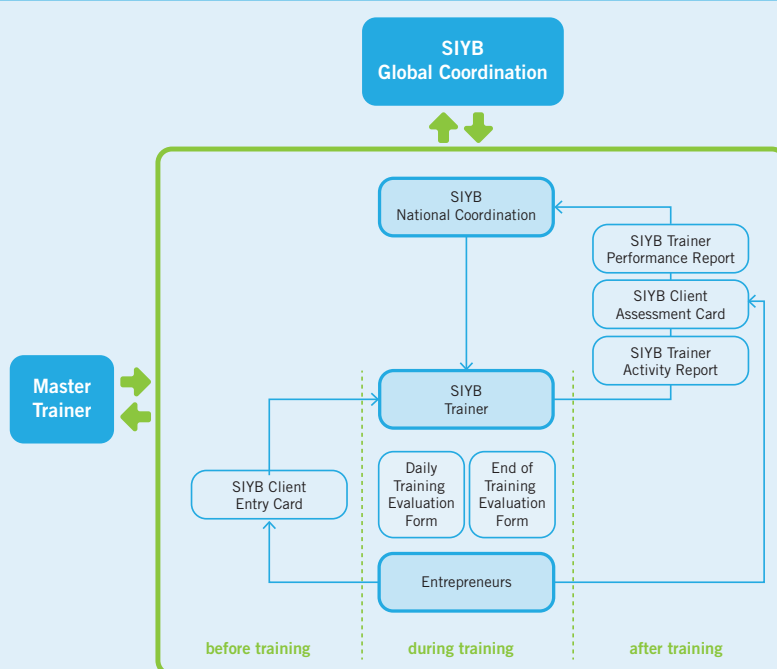 SIYB
Global Coordination
SIYB
National Coordination
SIYB Trainer
Performance Report
SIYB Client
Assessment Card
SIYB Trainer
Activity Report
Master
Trainer
SIYB
Trainer
SIYB Client
Entry Card
Daily
Training
Evaluation
Form
End of
Training
Evaluation
Form
Entrepreneurs
before training
during training
after training